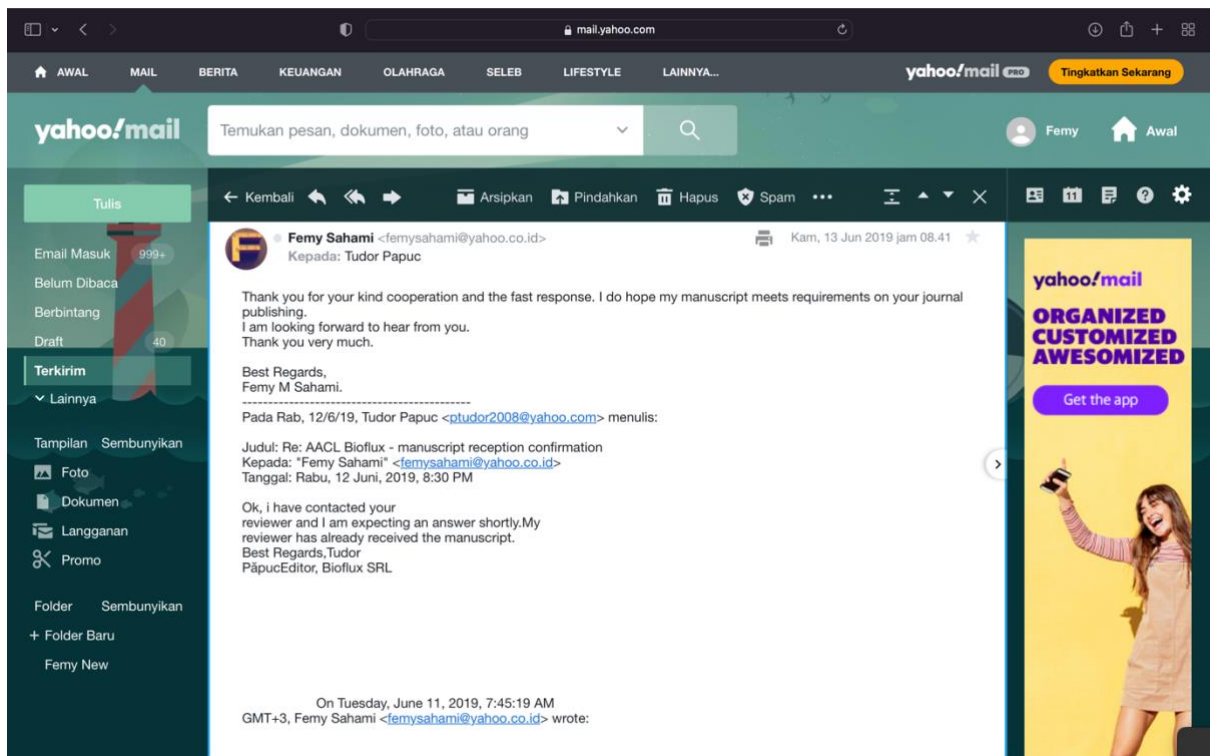 mail.yahoo.com
AWAL MAIL BERITA KEUANGAN OLAHRAGA SELEB LIFESTYLE LAINNYA... yahoo!mail PRO Tingkatkan Sekarang
yahoo!mail Temukan pesan, dokumen, foto, atau orang Femy Awal
Tulis
← Kembali Arsipkan Pindahkan Hapus Spam ••• 11
Email Masuk 999+
Belum Dibaca
Berbintang
Draft 40
Terkirim
Lainnya
Tampilan Sembunyikan
Foto
Dokumen
Langganan
Promo
Folder Sembunyikan
+ Folder Baru
Femy New
F
Femy Sahami <femysahami@yahoo.co.id> Kam, 13 Jun 2019 jam 08.41
Kepada: Tudor Papuc
Thank you for your kind cooperation and the fast response. I do hope my manuscript meets requirements on your journal
publishing.
I am looking forward to hear from you.
Thank you very much.
Best Regards,
Femy M Sahami.
--------------------------------------------
Pada Rab, 12/6/19, Tudor Papuc <ptudor2008@yahoo.com> menulis:
Judul: Re: AACL Bioflux - manuscript reception confirmation
Kepada: "Femy Sahami" <femysahami@yahoo.co.id>
Tanggal: Rabu, 12 Juni, 2019, 8:30 PM
Ok, i have contacted your
reviewer and I am expecting an answer shortly.My
reviewer has already received the manuscript.
Best Regards,Tudor
PăpucEditor, Bioflux SRL
On Tuesday, June 11, 2019, 7:45:19 AM
GMT+3, Femy Sahami <femysahami@yahoo.co.id> wrote:
yahoo!mail
ORGANIZED
CUSTOMIZED
AWESOMIZED
Get the app